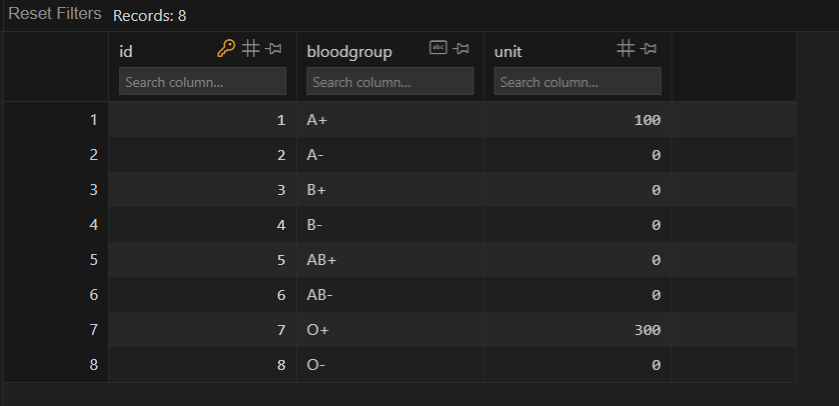 Reset Filters Records: 8
id bloodgroup abc unit
Search column... Search column... Search column...
1 1 A+ 100
2 2 A- 0
3 3 B+ 0
4 4 B- 0
5 5 AB+ 0
6 6 AB- 0
7 7 O+ 300
8 8 O- 0